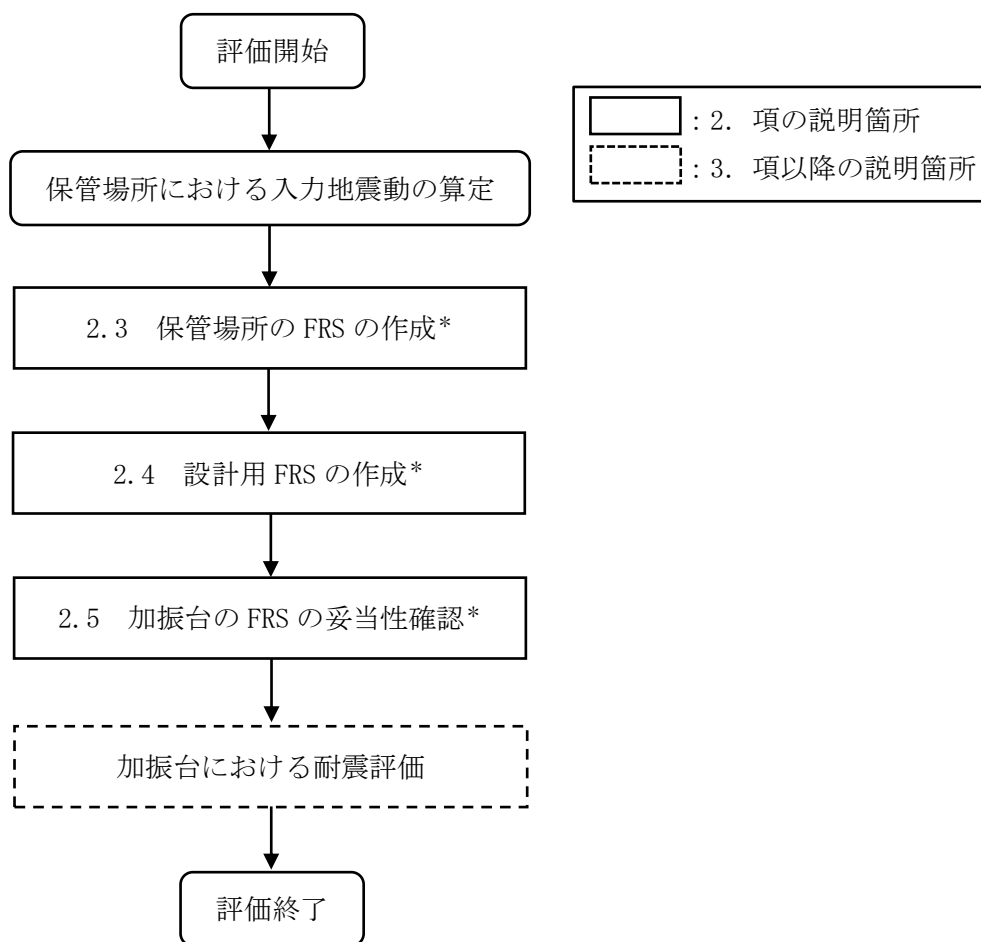 評価開始
:2. 項の説明箇所
:3. 項以降の説明箇所
保管場所における入力地震動の算定
2.3 保管場所の FRS の作成*
2.4 設計用 FRS の作成*
2.5 加振台の FRS の妥当性確認*
加振台における耐震評価
評価終了